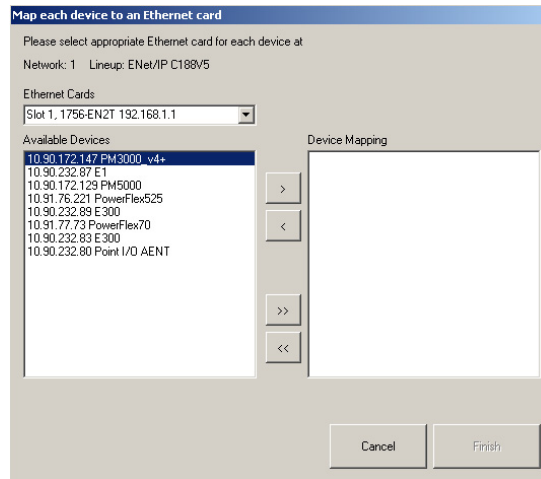 Map each device to an Ethernet card
Please select appropriate Ethernet card for each device at
Network: 1 Lineup: ENet/IP C188V5
Ethernet Cards
Slot 1, 1756-EN2T 192.168.1.1
Available Devices
Device Mapping
10.90.172.147 PM3000_v4+
10.90.232.87 E1
10.90.172.129 PM5000
10.91.76.221 PowerFlex525
10.90.232.89 E300
10.91.77.73 PowerFlex70
10.90.232.83 E300
10.90.232.80 Point I/O AENT
>
<
>>
<<
Cancel
Finish